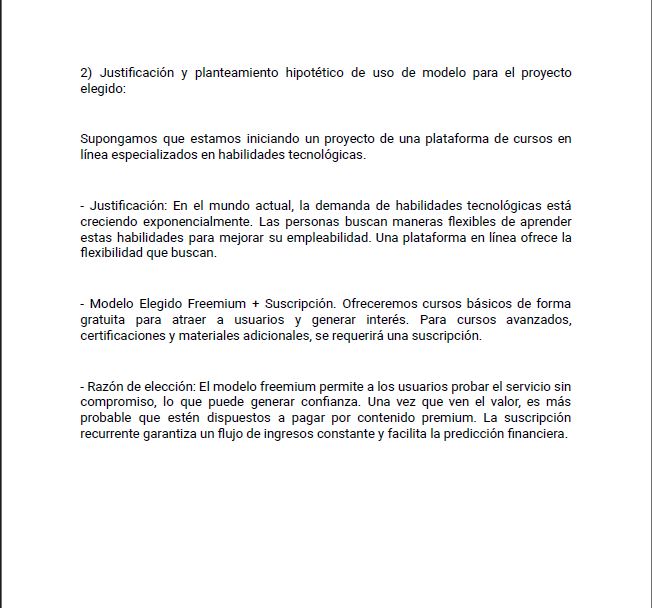 2) Justificación y planteamiento hipotético de uso de modelo para el proyecto
elegido:
Supongamos que estamos iniciando un proyecto de una plataforma de cursos en
línea especializados en habilidades tecnológicas.
- Justificación: En el mundo actual, la demanda de habilidades tecnológicas está
creciendo exponencialmente. Las personas buscan maneras flexibles de aprender
estas habilidades para mejorar su empleabilidad. Una plataforma en línea ofrece la
flexibilidad que buscan.
- Modelo Elegido Freemium + Suscripción. Ofreceremos cursos básicos de forma
gratuita para atraer a usuarios y generar interés. Para cursos avanzados,
certificaciones y materiales adicionales, se requerirá una suscripción.
- Razón de elección: El modelo freemium permite a los usuarios probar el servicio sin
compromiso, lo que puede generar confianza. Una vez que ven el valor, es más
probable que estén dispuestos a pagar por contenido premium. La suscripción
recurrente garantiza un flujo de ingresos constante y facilita la predicción financiera.